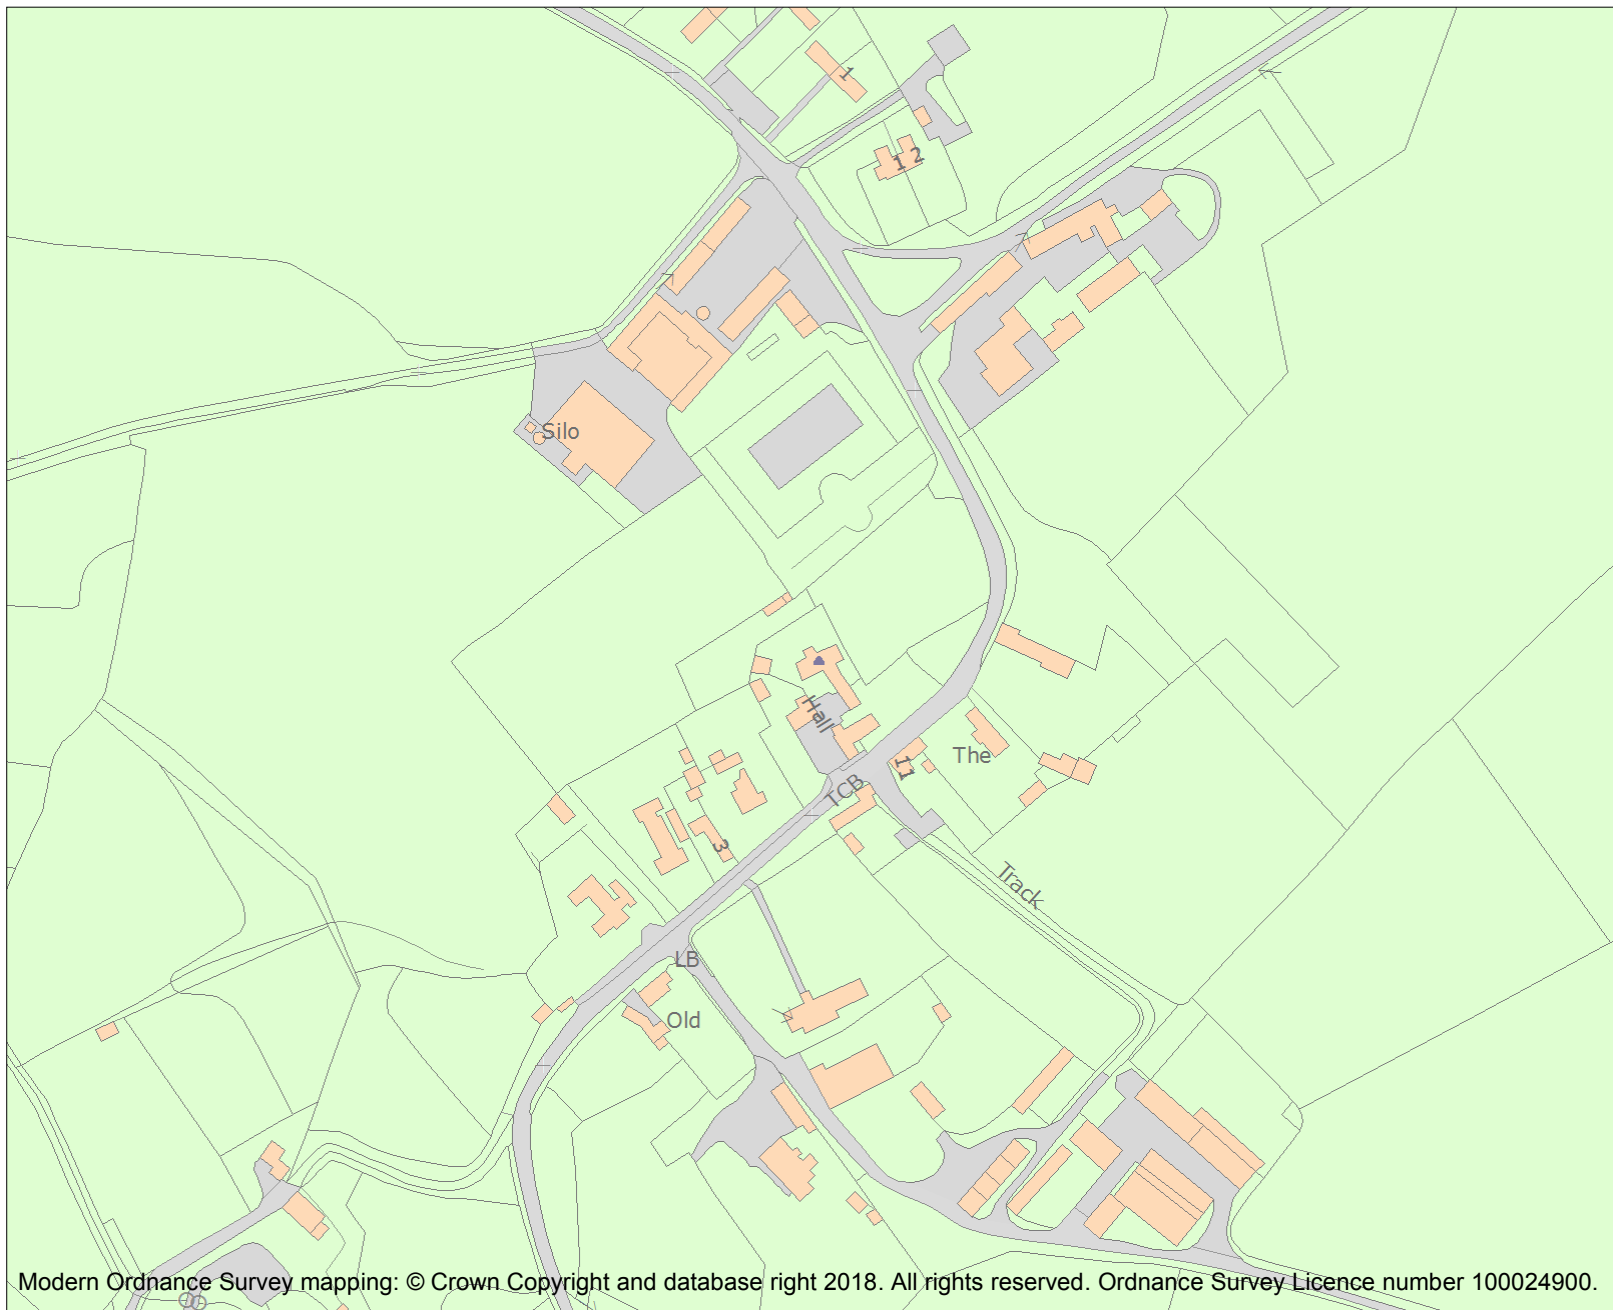 1
1 2
Silo
Hall
The
11
TCB
3
Track
LB
Old
Modern Ordnance Survey mapping: © Crown Copyright and database right 2018. All rights reserved. Ordnance Survey Licence number 100024900.